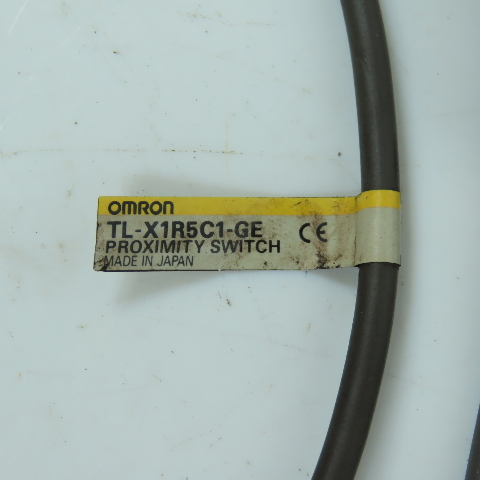 OMRON
TL-X1R5C1-GE
PROXIMITY SWITCH CE
MADE IN JAPAN